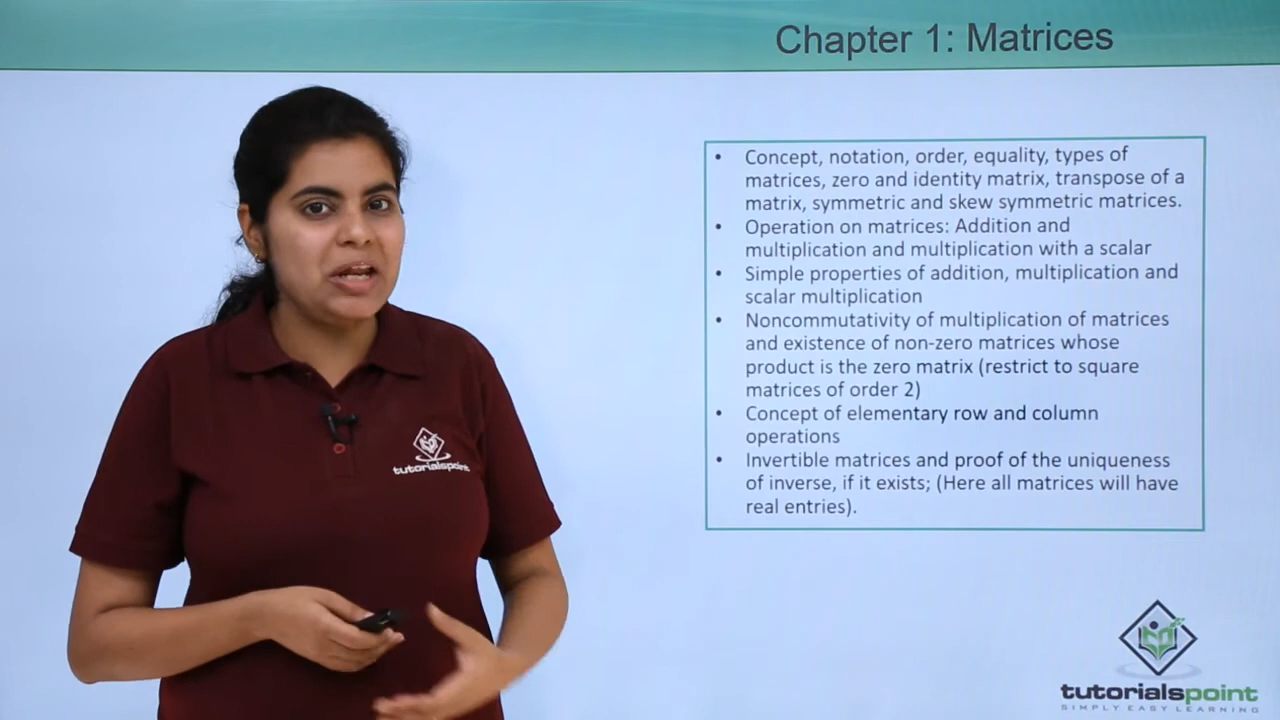 Chapter 1: Matrices
• Concept, notation, order, equality, types of
matrices, zero and identity matrix, transpose of a
matrix, symmetric and skew symmetric matrices.
• Operation on matrices: Addition and
multiplication and multiplication with a scalar
• Simple properties of addition, multiplication and
scalar multiplication
• Noncommutativity of multiplication of matrices
and existence of non-zero matrices whose
product is the zero matrix (restrict to square
matrices of order 2)
• Concept of elementary row and column
operations
• Invertible matrices and proof of the uniqueness
of inverse, if it exists; (Here all matrices will have
real entries).
tutorialspoint
tutorialspoint
SIMPLY EASY LEARNING